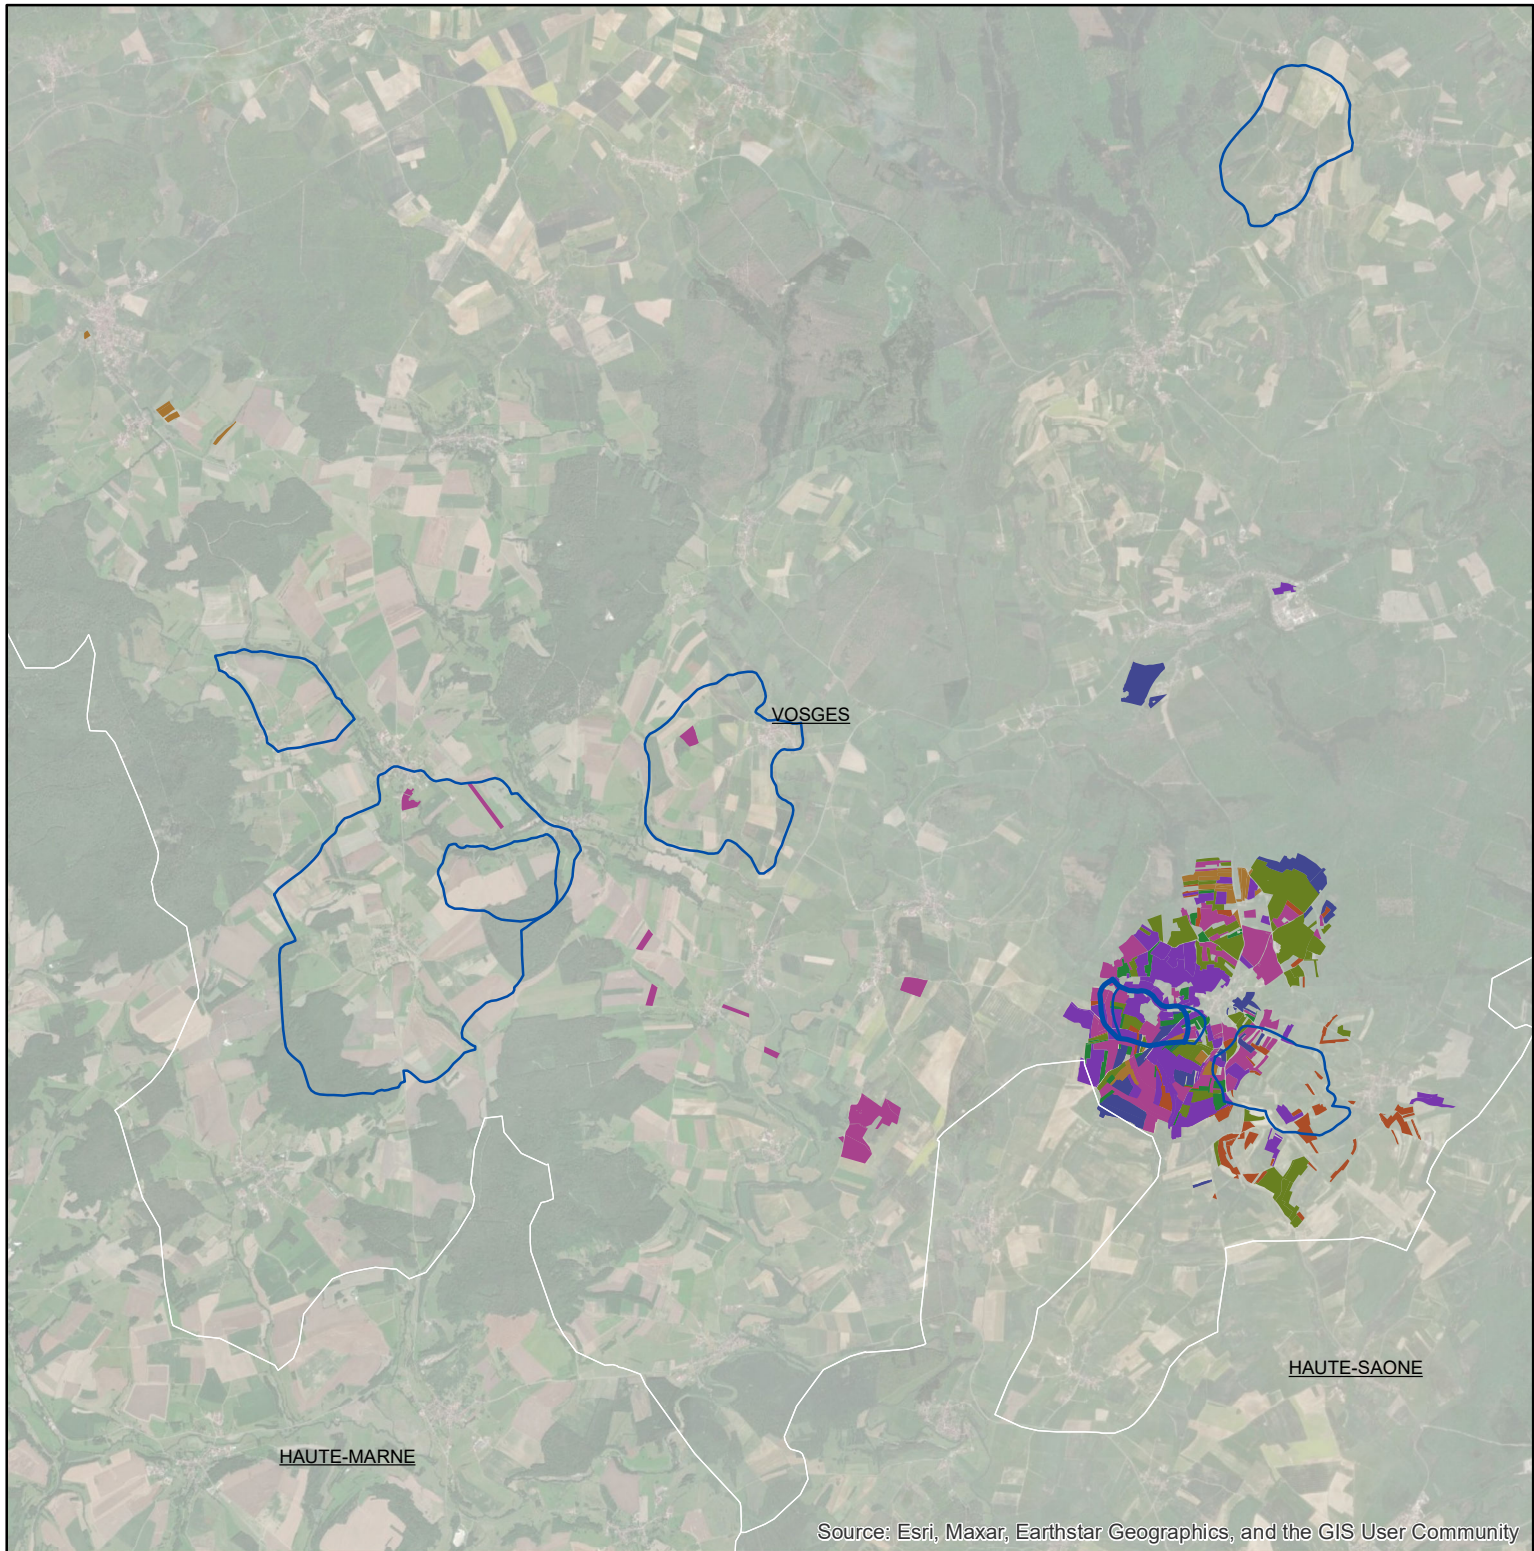 VOSGES
HAUTE-SAONE
HAUTE-MARNE
Source: Esri, Maxar, Earthstar Geographics, and the GIS User Community